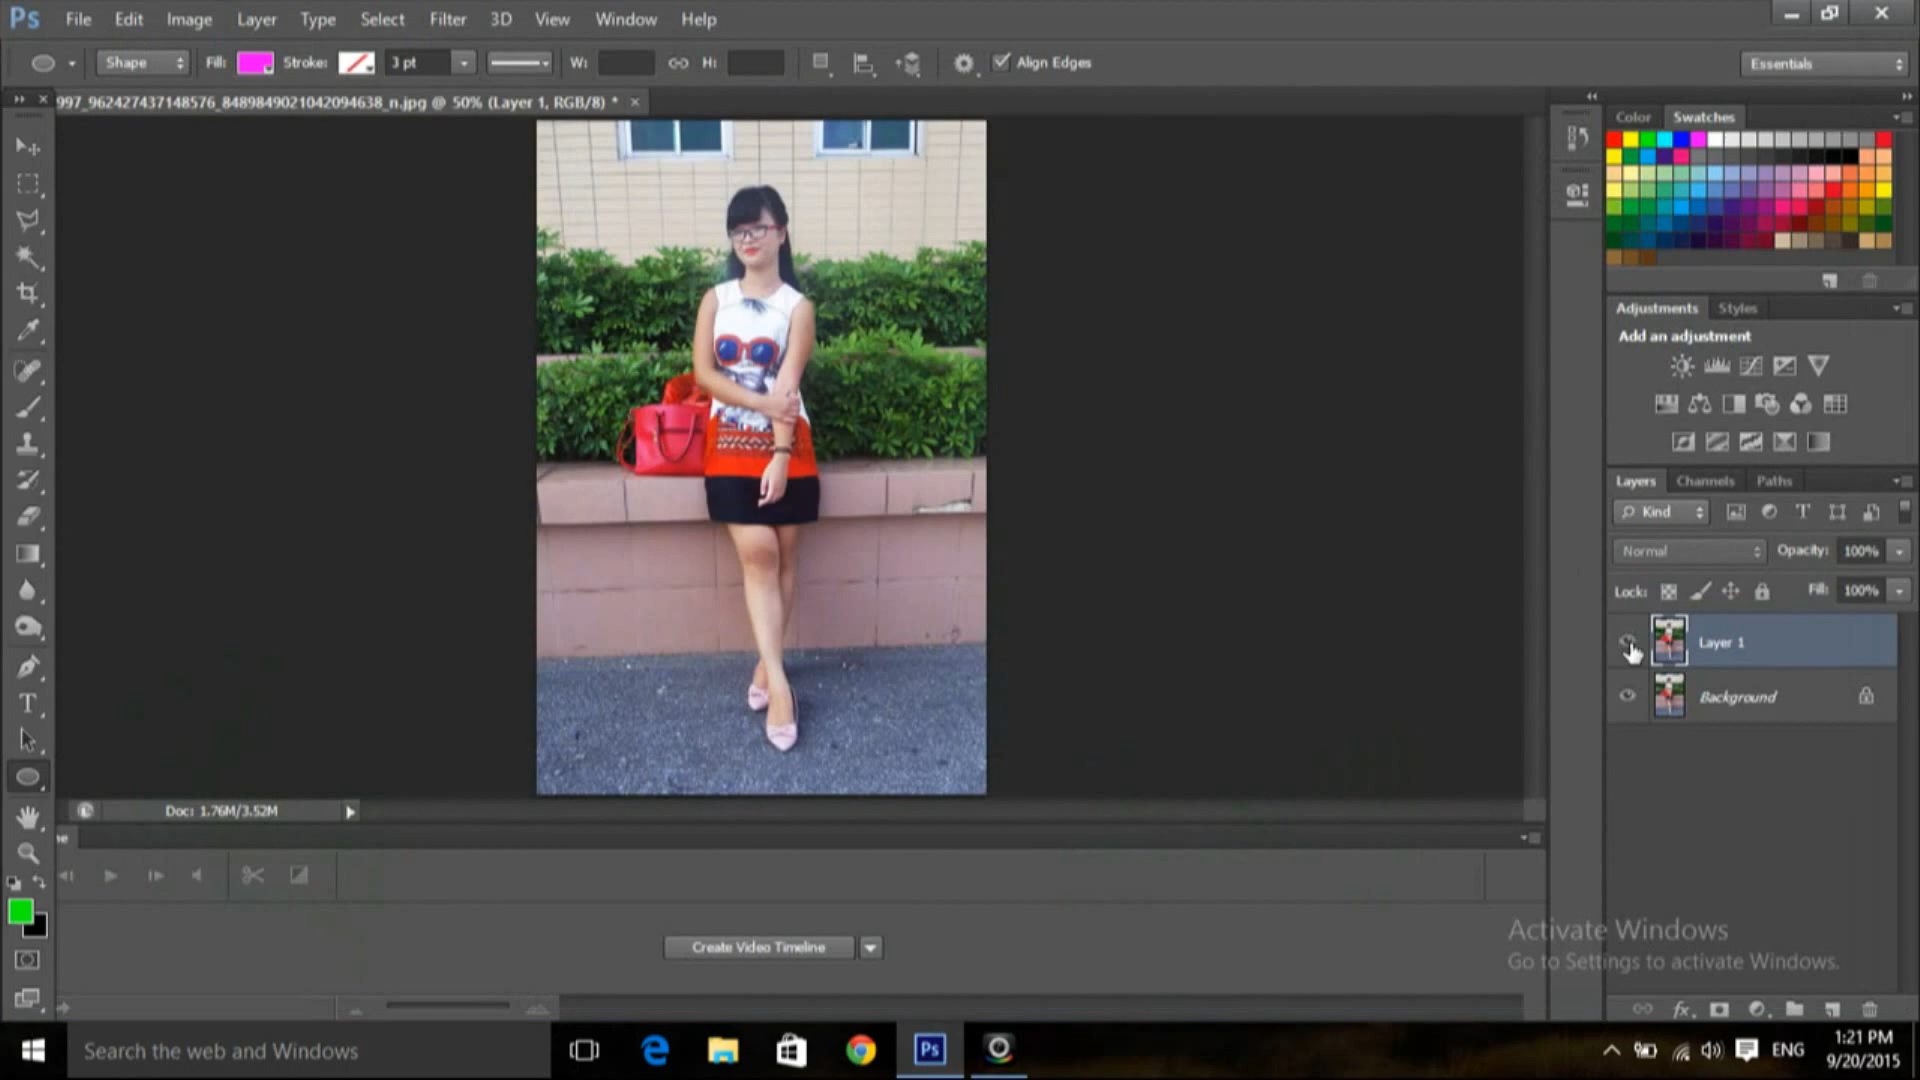 Ps File Edit Image Layer Type Select Filter 3D View Window Help
Shape Fill: Stroke: 3 pt W: H: Align Edges Essentials
997_962427437148576_8489849021042094638_n.jpg @ 50% (Layer 1, RGB/8) *
Color Swatches
Adjustments Styles
Add an adjustment
Layers Channels Paths
Kind
Normal Opacity: 100%
Lock: Fill: 100%
Layer 1
Background
Doc: 1.76M/3.52M
ne
Create Video Timeline
Activate Windows
Go to Settings to activate Windows.
Search the web and Windows
Ps
ENG
1:21 PM
9/20/2015